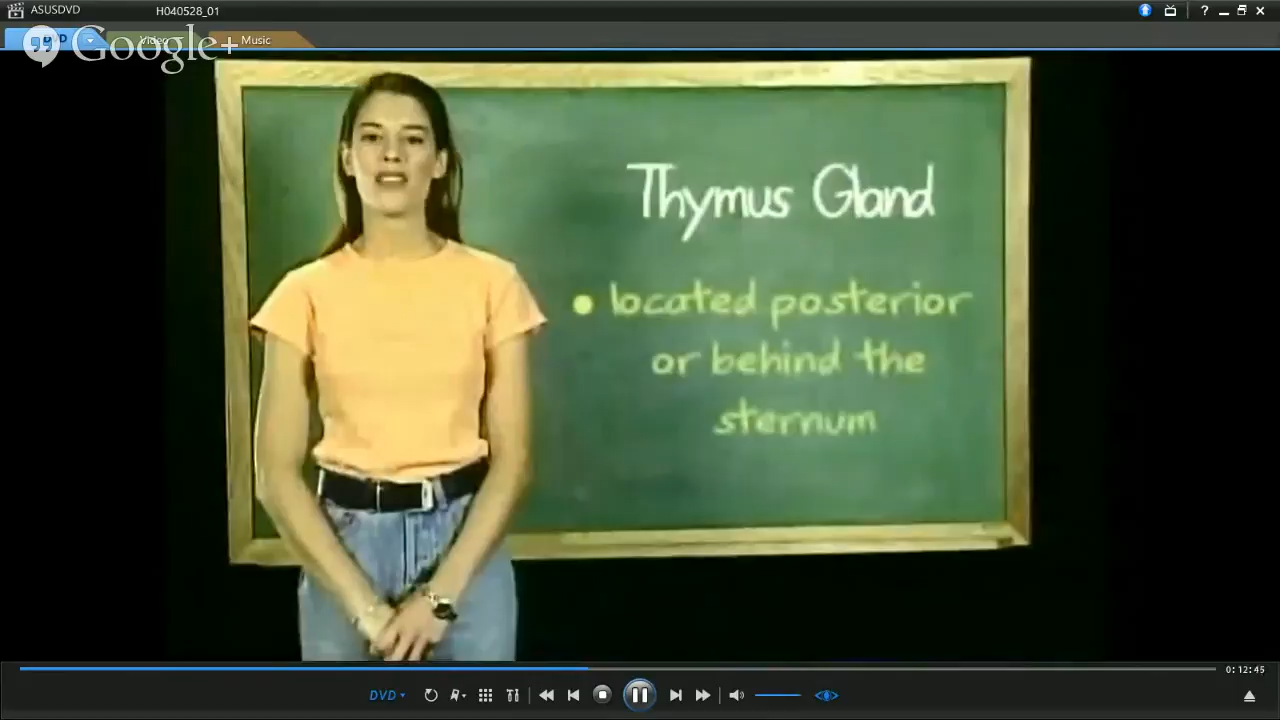 ASUSDVD
H040528_01
?
Google+
Video
Music
Thymus Gland
• located posterior
or behind the
sternum
0:12:45
DVD